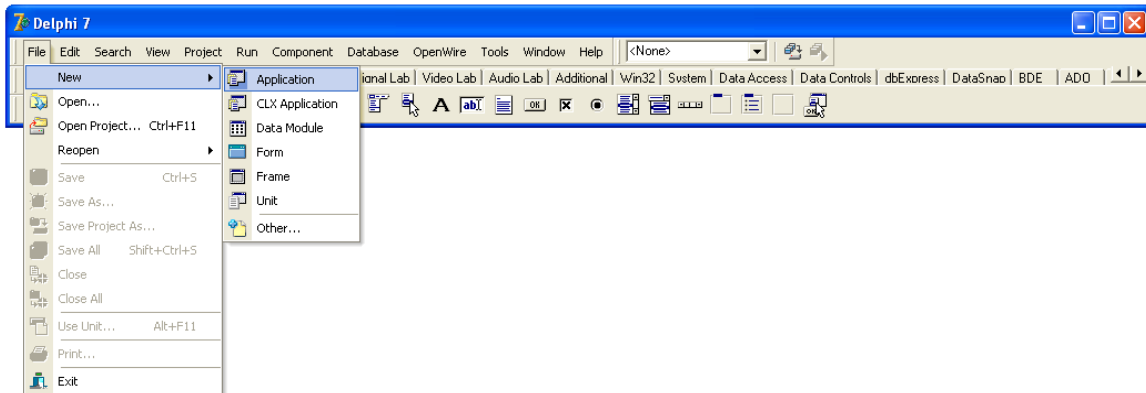 Delphi 7
File Edit Search View Project Run Component Database OpenWire Tools Window Help <None>
ional Lab Video Lab Audio Lab Additional Win32 System Data Access Data Controls dbExpress DataSnap BDE ADO
New
Open...
Open Project... Ctrl+F11
Reopen
Save Ctrl+S
Save As...
Save Project As...
Save All Shift+Ctrl+S
Close
Close All
Use Unit... Alt+F11
Print...
Exit
Application
CLX Application
Data Module
Form
Frame
Unit
Other...
A abI OK